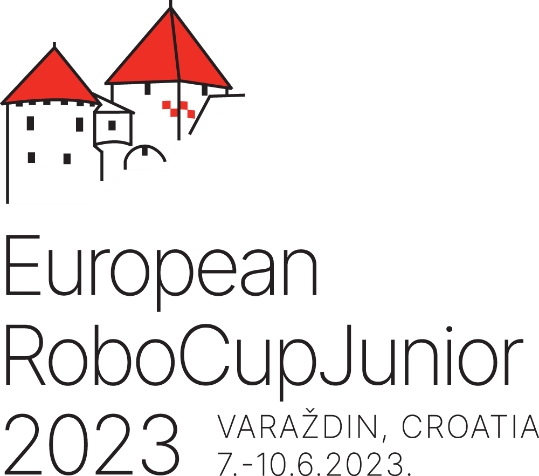 European
RoboCupJunior
2023
VARAŽDIN, CROATIA
7.-10.6.2023.